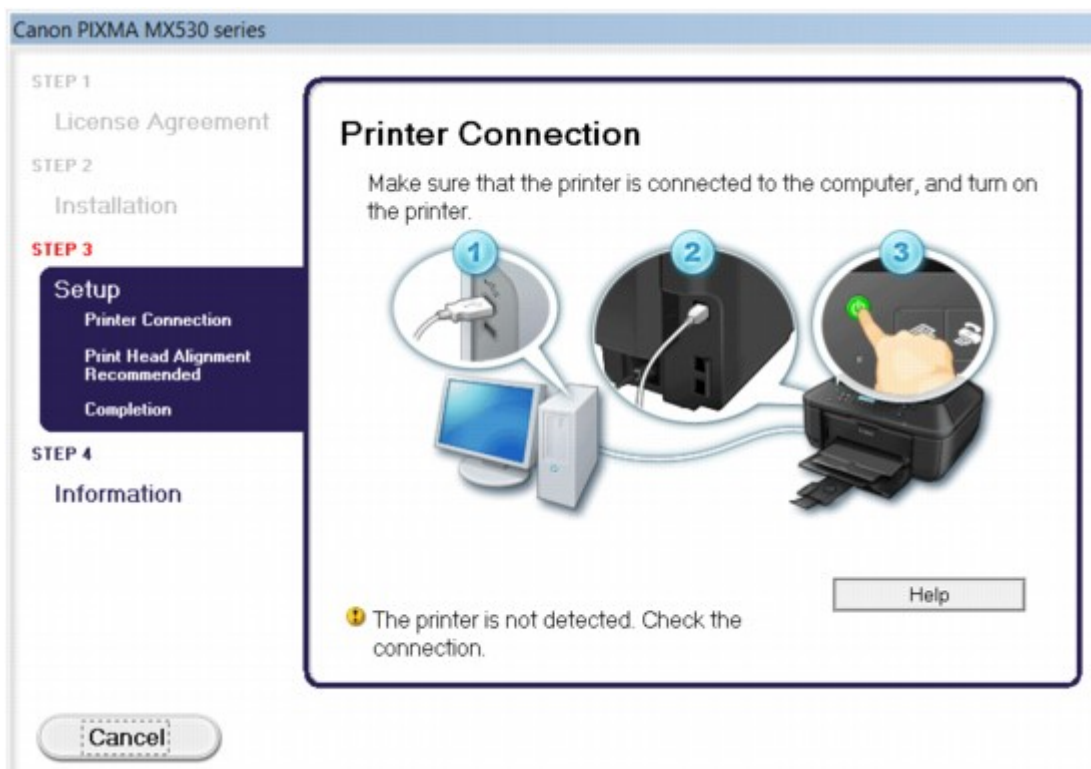 Canon PIXMA MX530 series
STEP 1
License Agreement
STEP 2
Installation
STEP 3
Setup
Printer Connection
Print Head Alignment
Recommended
Completion
STEP 4
Information
Printer Connection
Make sure that the printer is connected to the computer, and turn on
the printer.
1
2
3
Help
The printer is not detected. Check the
connection.
Cancel